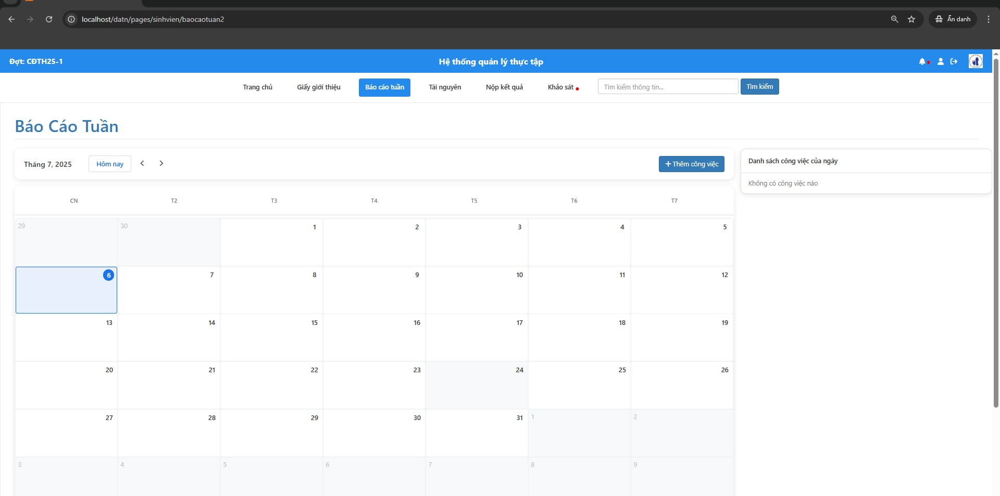 localhost/datn/pages/sinhvien/baocaotuan2
Ẩn danh
Đợt: CĐTH25-1
Hệ thống quản lý thực tập
Trang chủ
Giấy giới thiệu
Báo cáo tuần
Tài nguyên
Nộp kết quả
Khảo sát
Tìm kiếm thông tin...
Tìm kiếm
Báo Cáo Tuần
Tháng 7, 2025
Hôm nay
Thêm công việc
Danh sách công việc của ngày
Không có công việc nào
CN T2 T3 T4 T5 T6 T7
29 30 1 2 3 4 5
6 7 8 9 10 11 12
13 14 15 16 17 18 19
20 21 22 23 24 25 26
27 28 29 30 31 1 2
3 4 5 6 7 8 9